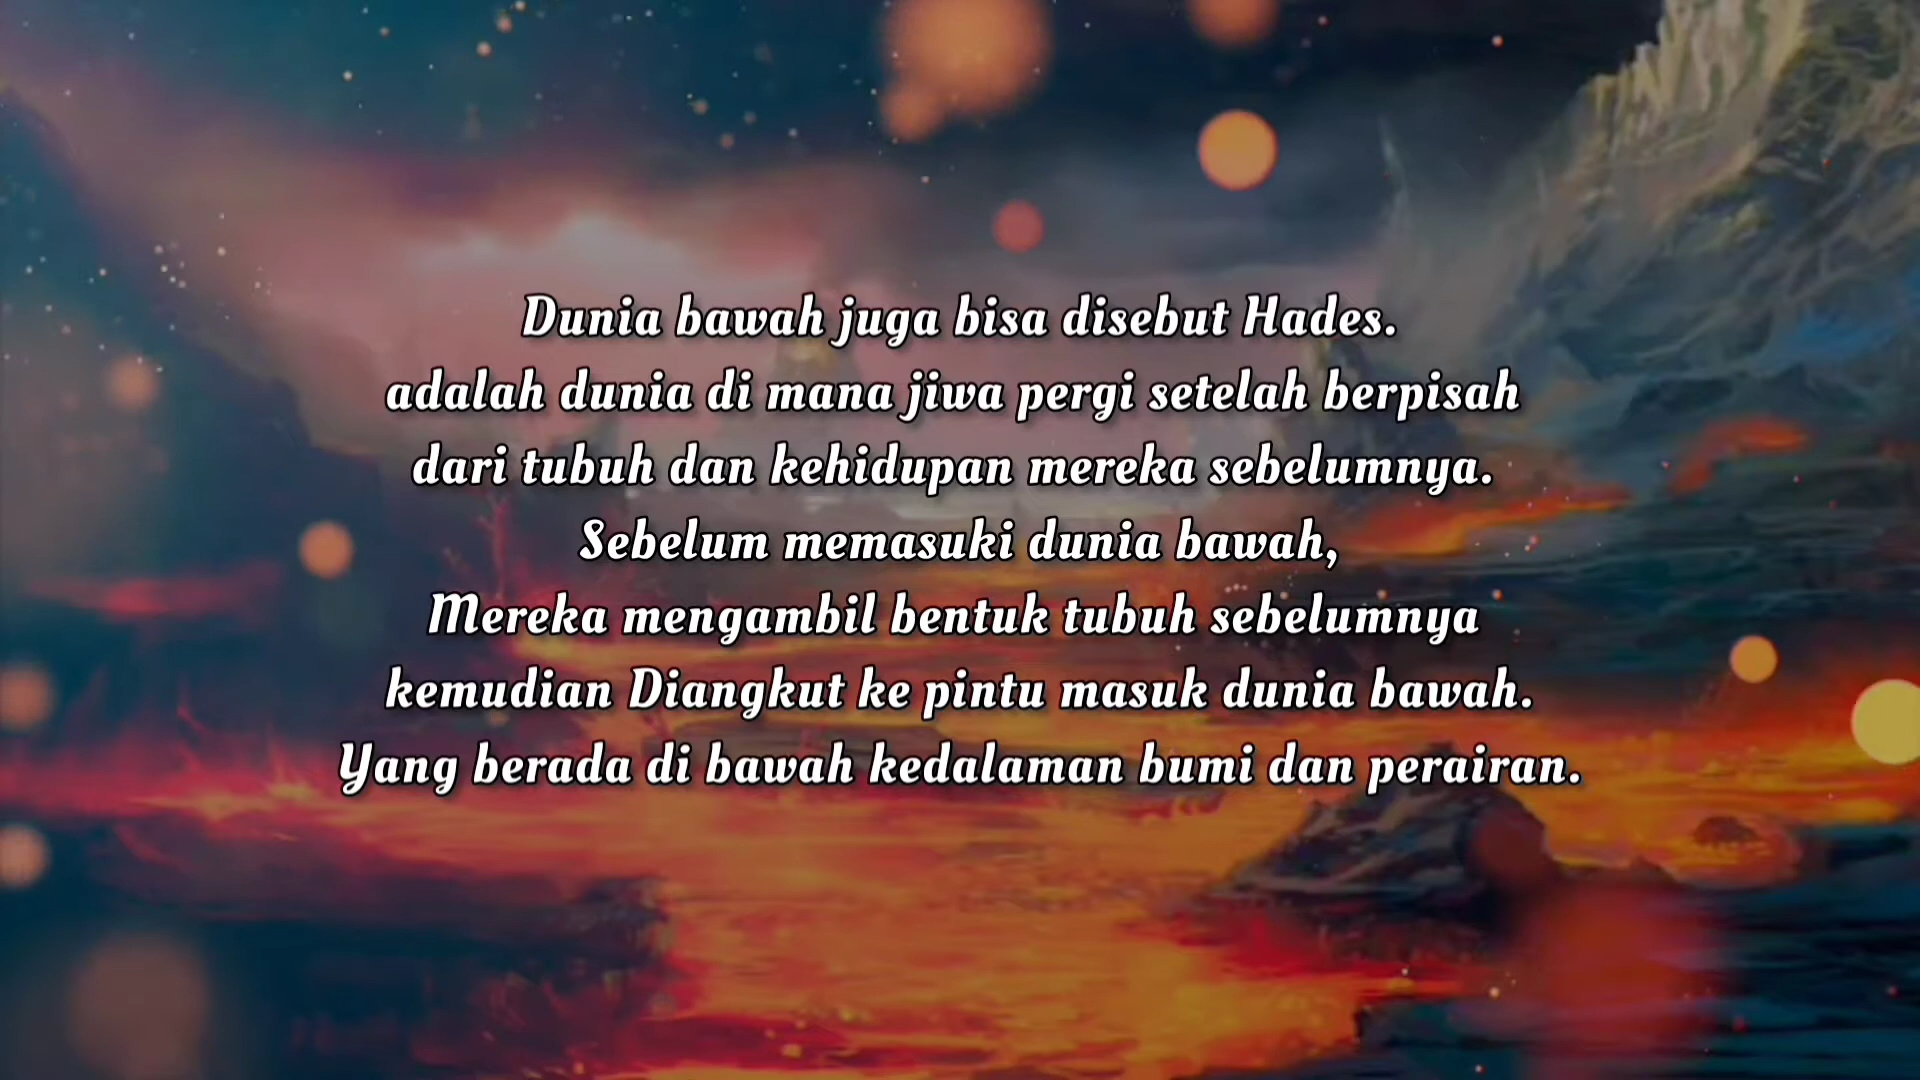 Dunia bawah juga bisa disebut Hades.
adalah dunia di mana jiwa pergi setelah berpisah
dari tubuh dan kehidupan mereka sebelumnya.
Sebelum memasuki dunia bawah,
Mereka mengambil bentuk tubuh sebelumnya
kemudian Diangkut ke pintu masuk dunia bawah.
Yang berada di bawah kedalaman bumi dan perairan.